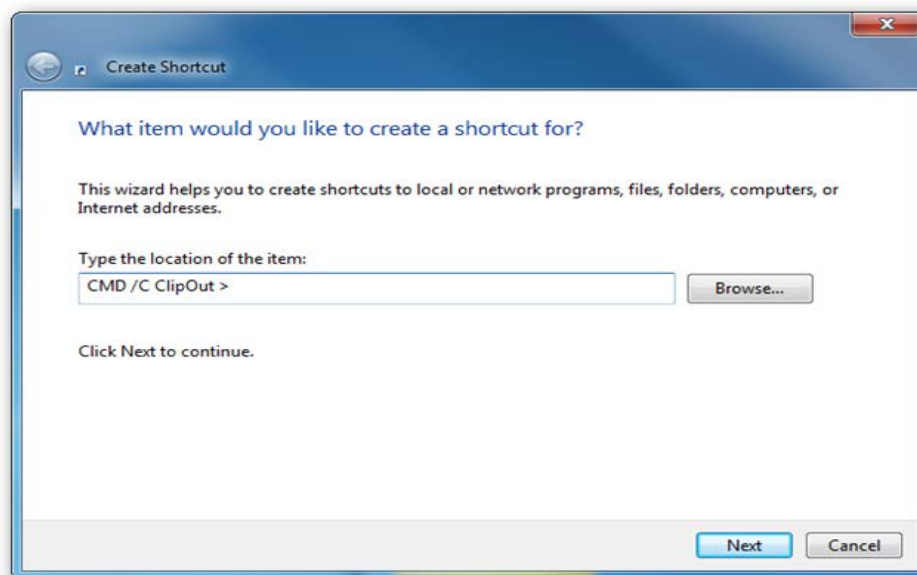 Create Shortcut
What item would you like to create a shortcut for?
This wizard helps you to create shortcuts to local or network programs, files, folders, computers, or
Internet addresses.
Type the location of the item:
CMD /C ClipOut >
Browse...
Click Next to continue.
Next
Cancel